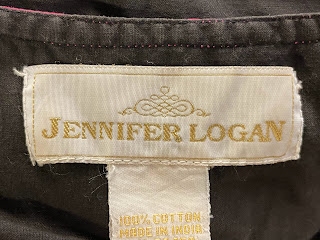 JENNIFER LOGAN
100% COTTON
MADE IN INDIA